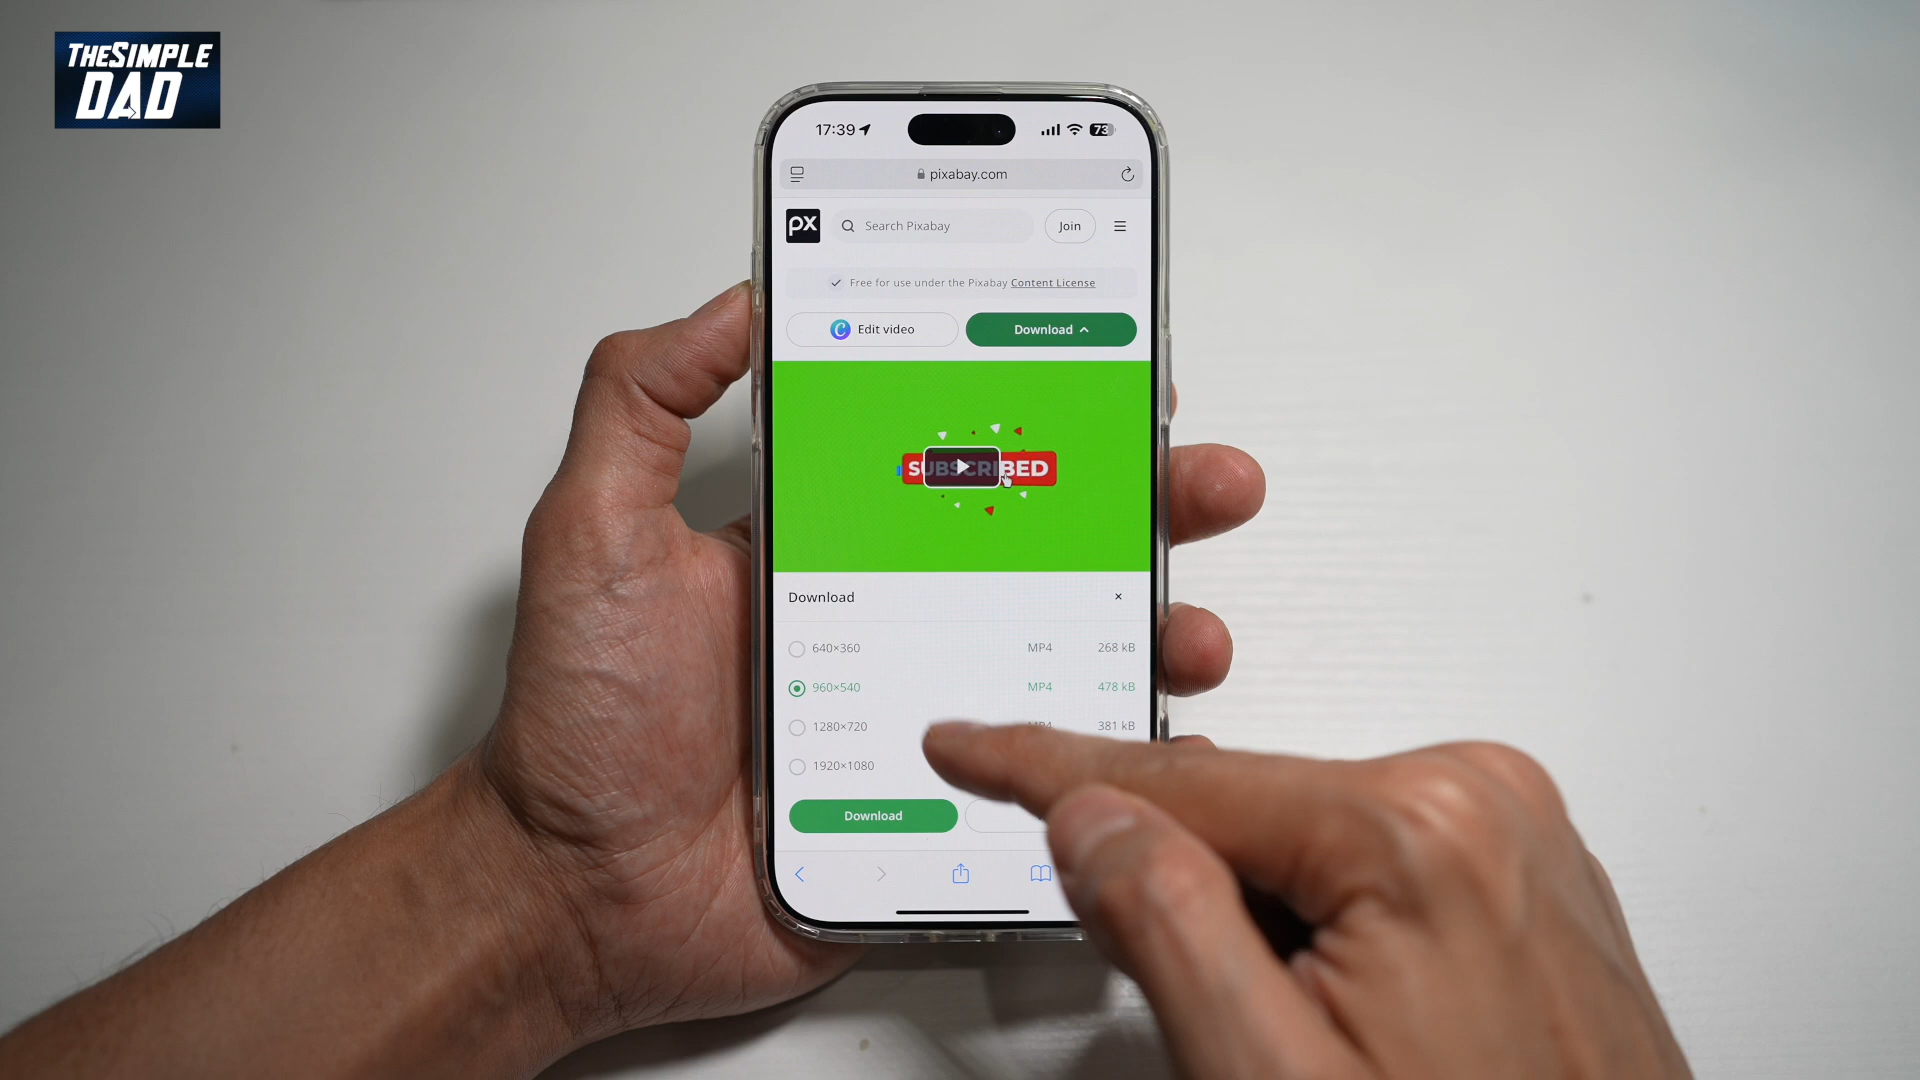 THESIMPLE
DAD
17:39
73
pixabay.com
px
Search Pixabay
Join
Free for use under the Pixabay Content License
Edit video
Download
SUBSCRIBED
Download
640×360 MP4 268 kB
960×540 MP4 478 kB
1280×720 MP4 381 kB
1920×1080
Download